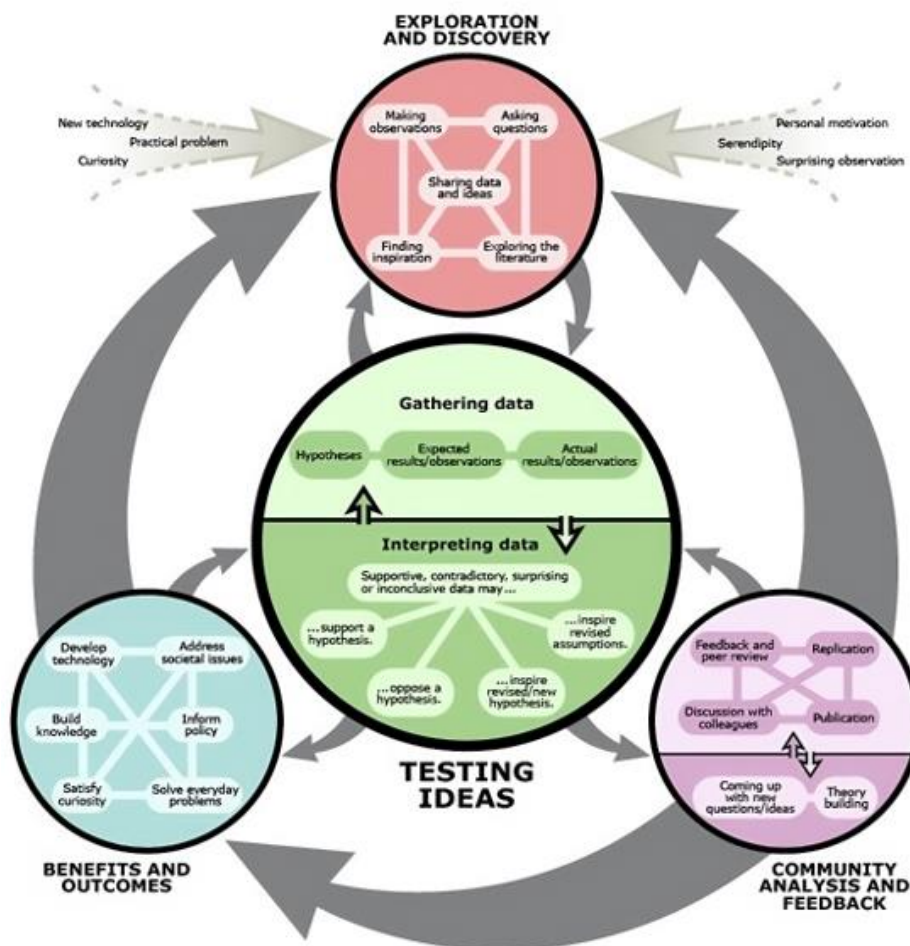 EXPLORATION
AND DISCOVERY
New technology
Practical problem
Curiosity
Personal motivation
Serendipity
Surprising observation
Making
observations
Asking
questions
Sharing data
and ideas
Finding
inspiration
Exploring the
literature
Gathering data
Hypotheses
Expected
results/observations
Actual
results/observations
Interpreting data
Supportive, contradictory, surprising
or inconclusive data may...
...support a
hypothesis.
...inspire
revised
assumptions.
...oppose a
hypothesis.
...inspire
revised/new
hypothesis.
TESTING
IDEAS
Develop
technology
Address
societal issues
Build
knowledge
Inform
policy
Satisfy
curiosity
Solve everyday
problems
BENEFITS AND
OUTCOMES
Feedback and
peer review
Replication
Discussion with
colleagues
Publication
Coming up
with new
questions/ideas
Theory
building
COMMUNITY
ANALYSIS AND
FEEDBACK